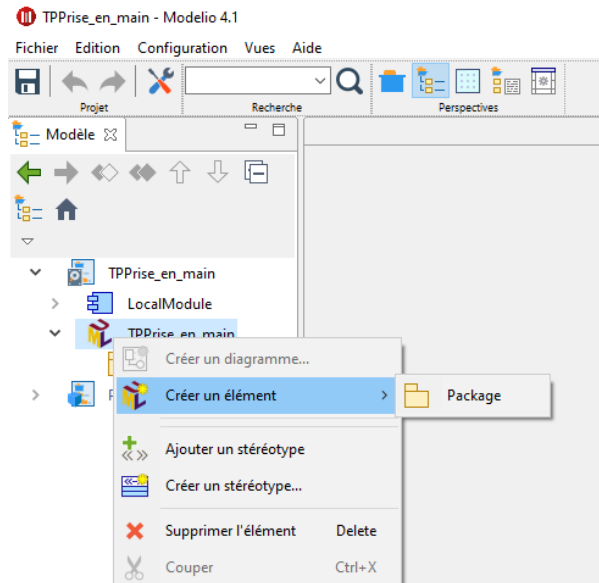 TPPrise_en_main - Modelio 4.1
Fichier Edition Configuration Vues Aide
Projet Recherche Perspectives
Modèle
TPPrise_en_main
LocalModule
TPPrise_en_main
Créer un diagramme...
Créer un élément
Package
Ajouter un stéréotype
Créer un stéréotype...
Supprimer l'élément Delete
Couper Ctrl+X